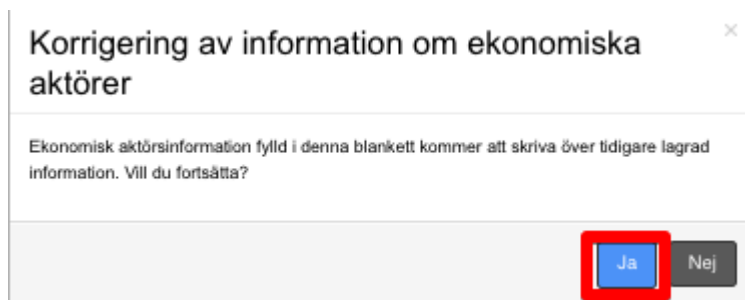 Korrigering av information om ekonomiska
aktörer
×
Ekonomisk aktörsinformation fylld i denna blankett kommer att skriva över tidigare lagrad
information. Vill du fortsätta?
Ja
Nej